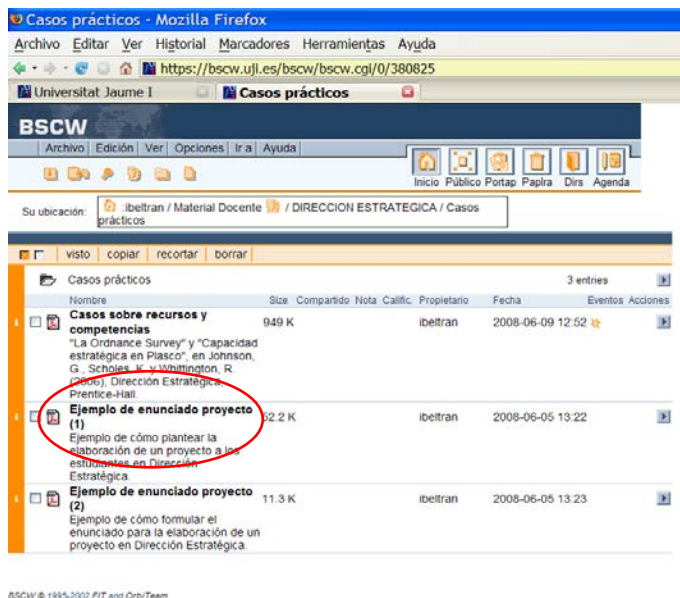 Casos prácticos - Mozilla Firefox
Archivo Editar Ver Historial Marcadores Herramientas Ayuda
https://bscw.uji.es/bscw/bscw.cgi/0/380825
Universitat Jaume I Casos prácticos
BSCW
Archivo Edición Ver Opciones Ir a Ayuda
Inicio Público Portap Paplra Dirs Agenda
Su ubicación: :ibeltran / Material Docente / DIRECCION ESTRATEGICA / Casos
prácticos
visto copiar recortar borrar
Casos prácticos 3 entries
Nombre Size Compartido Nota Calific. Propietario Fecha Eventos Acciones
Casos sobre recursos y 949 K ibeltran 2008-06-09 12:52
competencias
"La Ordnance Survey" y "Capacidad
estratégica en Plasco", en Johnson,
G., Scholes, K. y Whittington, R.
(2006), Dirección Estratégica,
Prentice-Hall.
Ejemplo de enunciado proyecto 52.2 K ibeltran 2008-06-05 13:22
(1)
Ejemplo de cómo plantear la
elaboración de un proyecto a los
estudiantes en Dirección
Estratégica.
Ejemplo de enunciado proyecto 11.3 K ibeltran 2008-06-05 13:23
(2)
Ejemplo de cómo formular el
enunciado para la elaboración de un
proyecto en Dirección Estratégica.
BSCW © 1995-2002 FIT and OrbiTeam